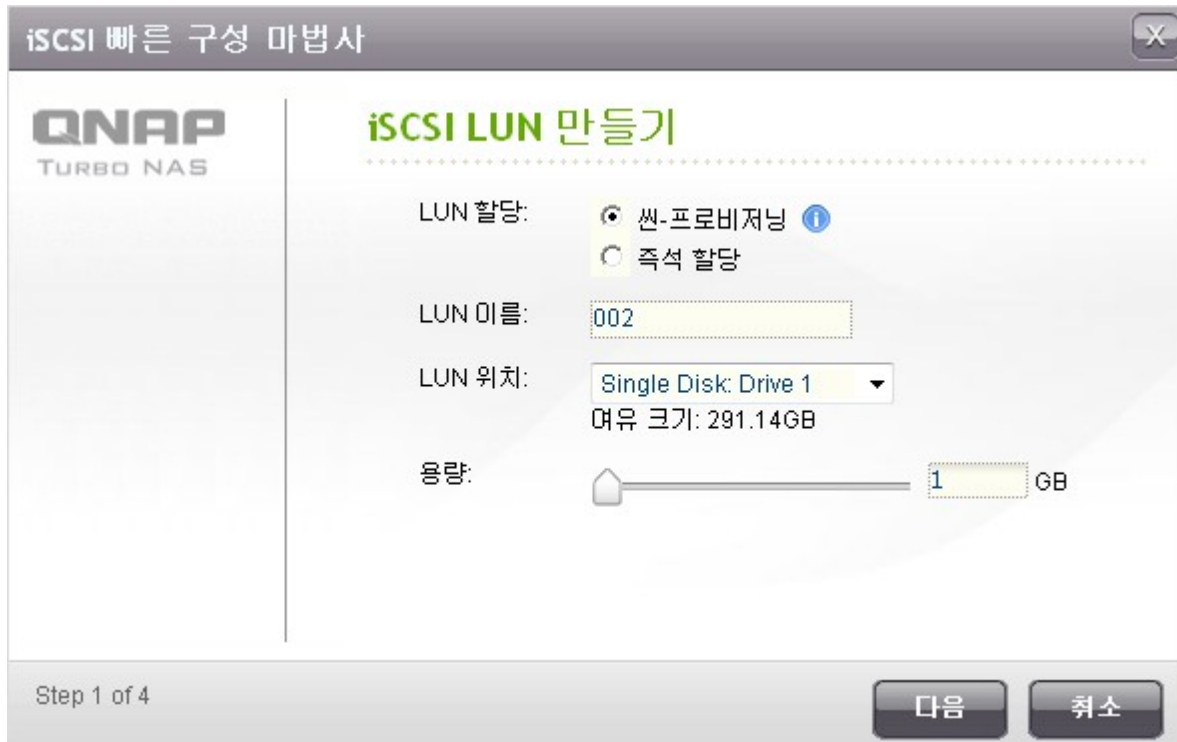 iSCSI 빠른 구성 마법사
X
QNAP
TURBO NAS
iSCSI LUN 만들기
LUN 할당:
씬-프로비저닝
즉석 할당
LUN 이름:
002
LUN 위치:
Single Disk: Drive 1
여유 크기: 291.14GB
용량:
1 GB
Step 1 of 4
다음
취소